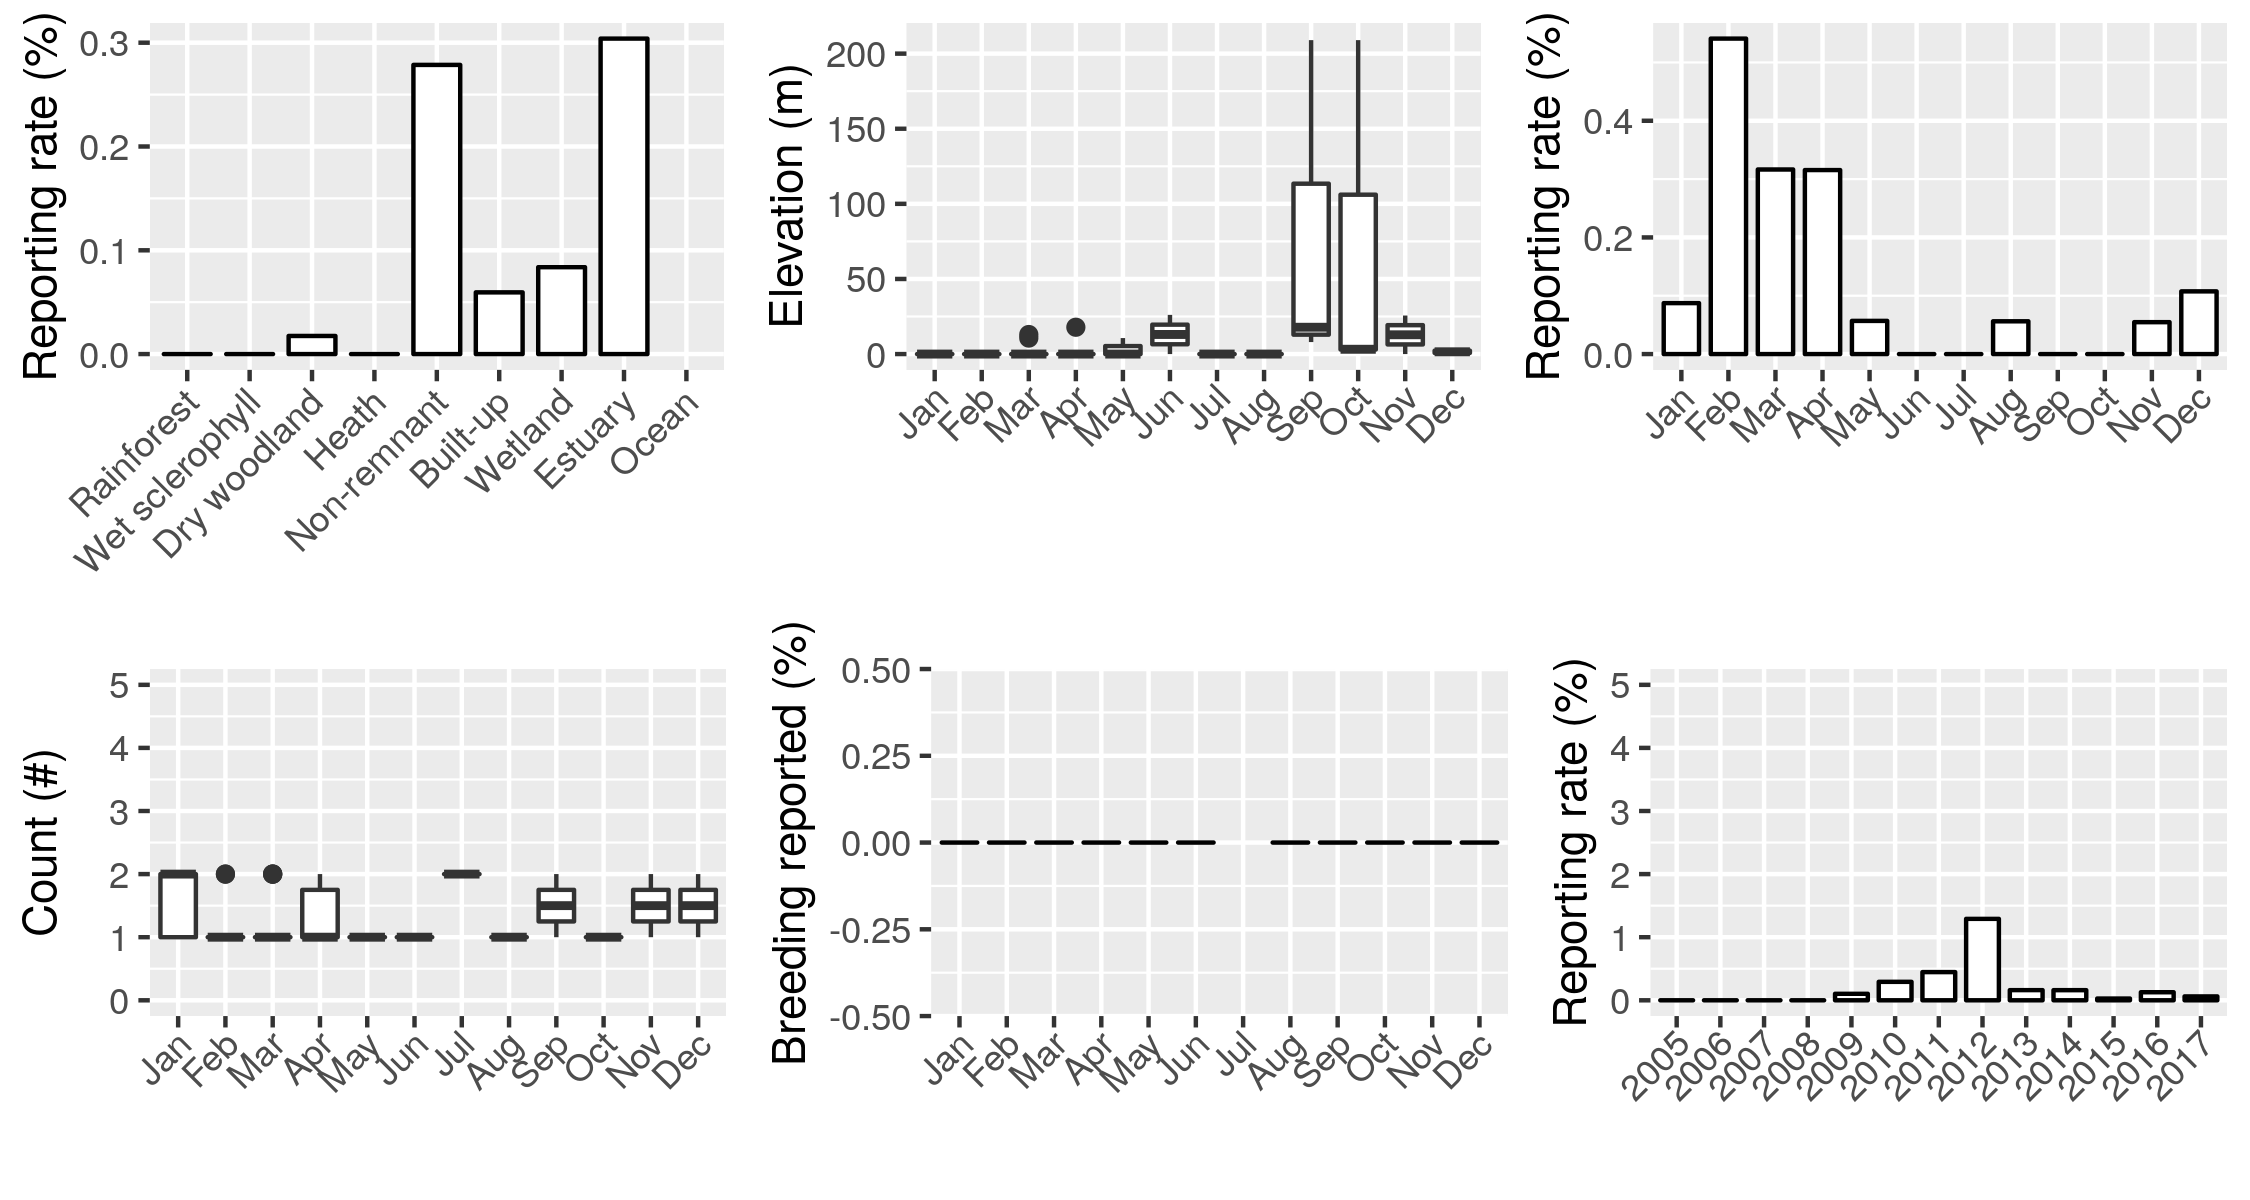 Reporting rate (%)
0.3
0.2
0.1
0.0
Rainforest
Wet sclerophyll
Dry woodland
Heath
Non-remnant
Built-up
Wetland
Estuary
Ocean
Elevation (m)
200
150
100
50
0
Jan
Feb
Mar
Apr
May
Jun
Jul
Aug
Sep
Oct
Nov
Dec
Reporting rate (%)
0.4
0.2
0.0
Jan
Feb
Mar
Apr
May
Jun
Jul
Aug
Sep
Oct
Nov
Dec
Count (#)
5
4
3
2
1
0
Jan
Feb
Mar
Apr
May
Jun
Jul
Aug
Sep
Oct
Nov
Dec
Breeding reported (%)
0.50
0.25
0.00
-0.25
-0.50
Jan
Feb
Mar
Apr
May
Jun
Jul
Aug
Sep
Oct
Nov
Dec
Reporting rate (%)
5
4
3
2
1
0
2005
2006
2007
2008
2009
2010
2011
2012
2013
2014
2015
2016
2017